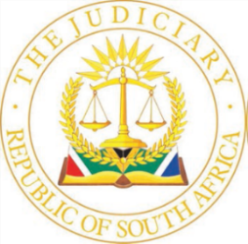 · THE JUDICIARY ·
REPUBLIC OF SOUTH AFRICA